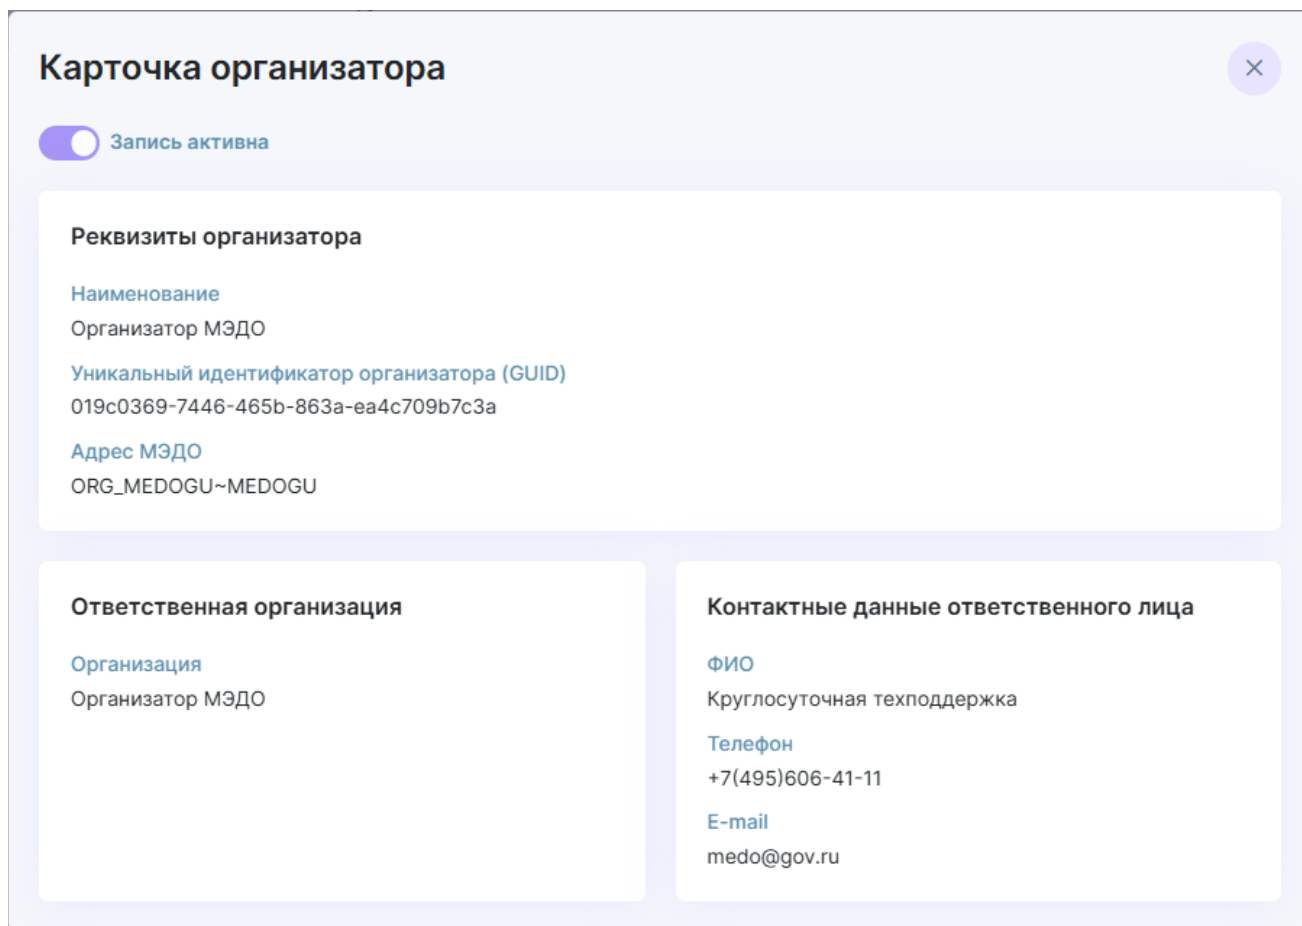 Карточка организатора
Запись активна
Реквизиты организатора
Наименование
Организатор МЭДО
Уникальный идентификатор организатора (GUID)
019c0369-7446-465b-863a-ea4c709b7c3a
Адрес МЭДО
ORG_MEDOGU~MEDOGU
Ответственная организация
Организация
Организатор МЭДО
Контактные данные ответственного лица
ФИО
Круглосуточная техподдержка
Телефон
+7(495)606-41-11
E-mail
medo@gov.ru